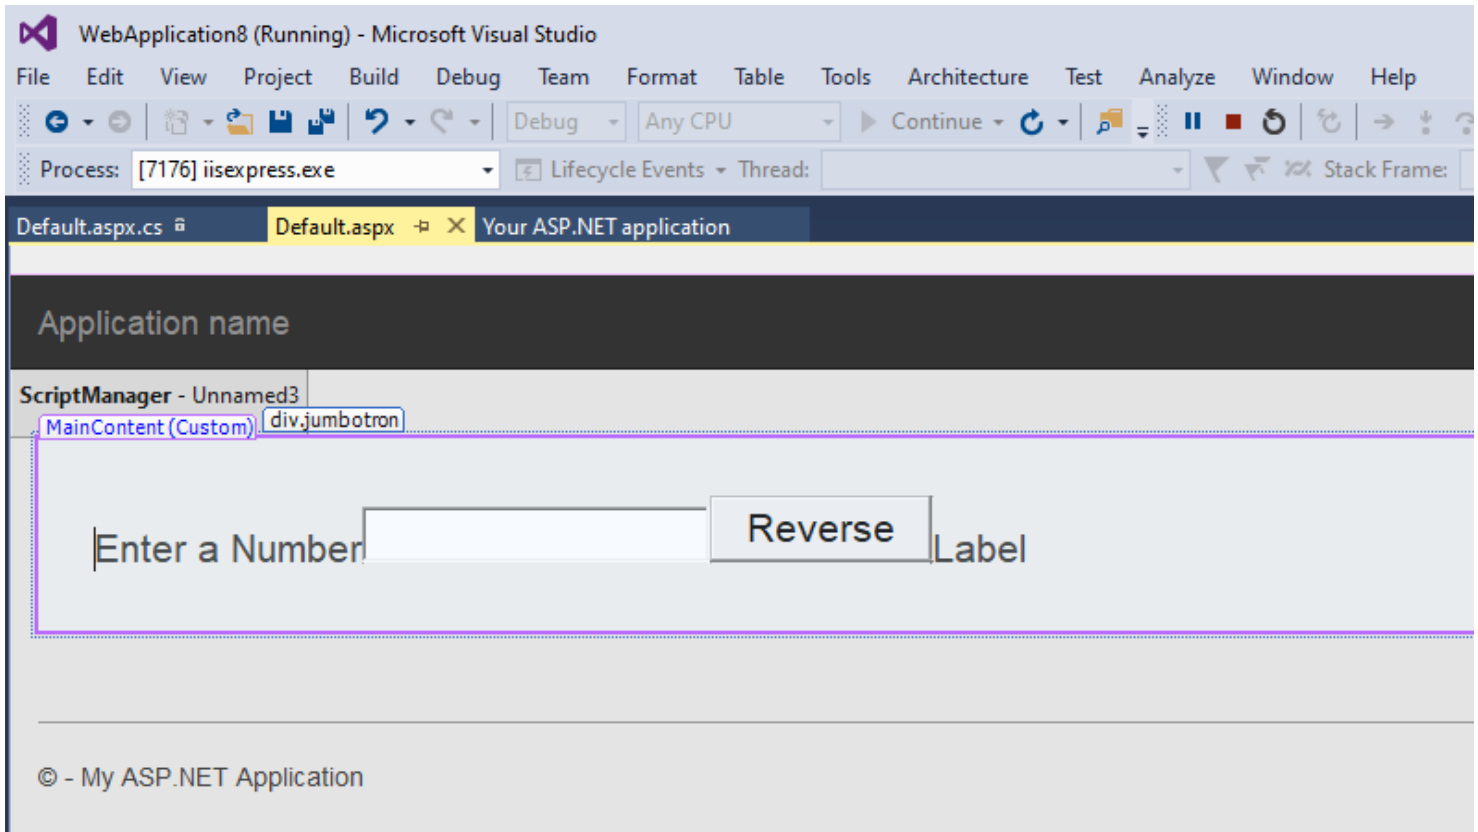 WebApplication8 (Running) - Microsoft Visual Studio
File Edit View Project Build Debug Team Format Table Tools Architecture Test Analyze Window Help
Debug Any CPU Continue
Process: [7176] iisexpress.exe Lifecycle Events Thread: Stack Frame:
Default.aspx.cs Default.aspx Your ASP.NET application
Application name
ScriptManager - Unnamed3
MainContent (Custom) div.jumbotron
Enter a Number Reverse Label
© - My ASP.NET Application